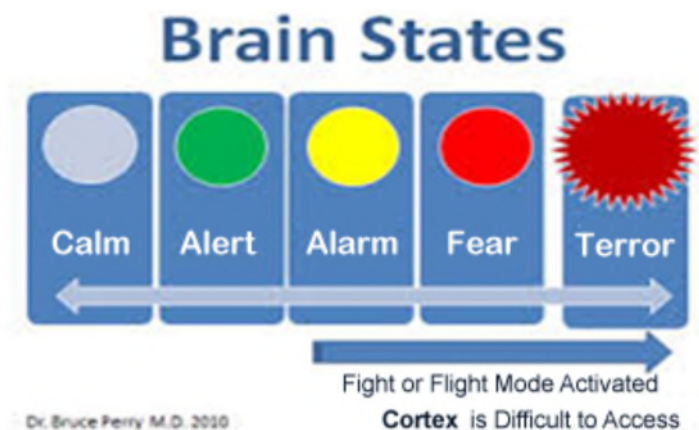 Brain States
Calm Alert Alarm Fear Terror
Fight or Flight Mode Activated
Dr. Bruce Perry M.D. 2010 Cortex is Difficult to Access